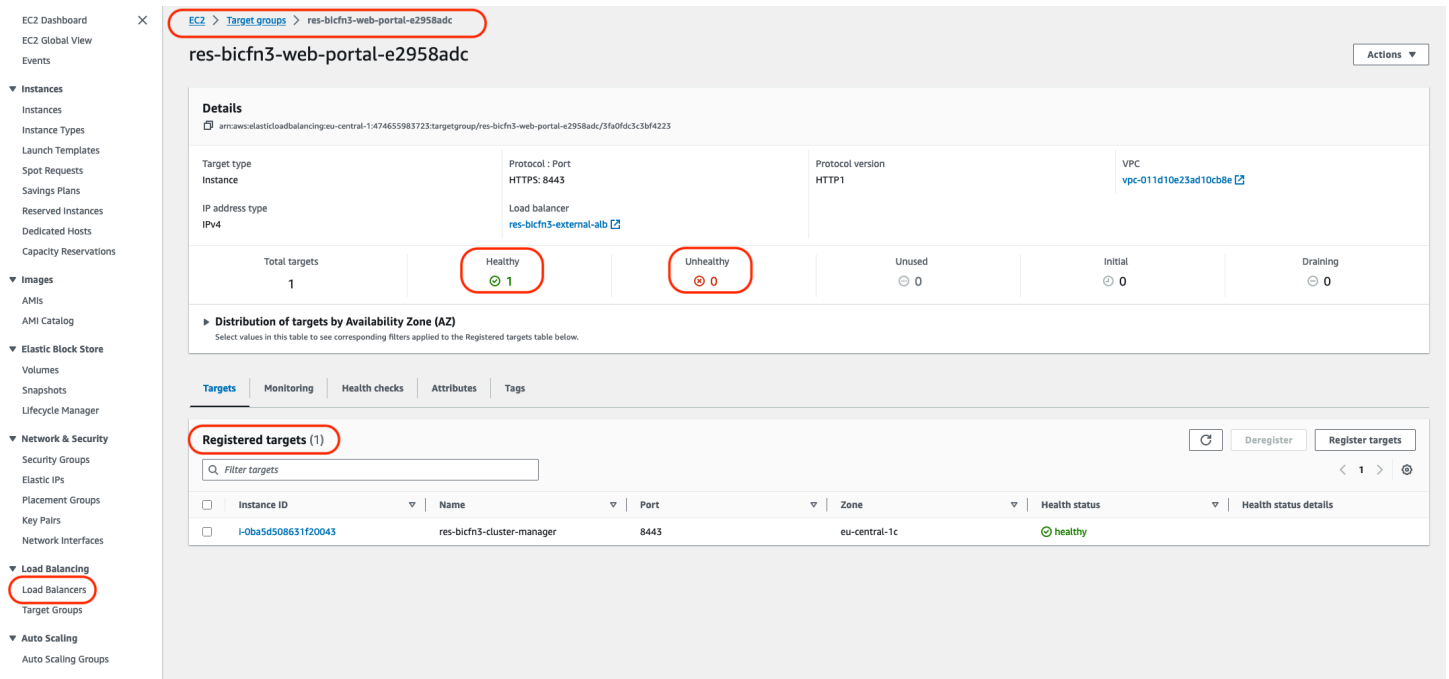 EC2 Dashboard
EC2 Global View
Events
Instances
Instances
Instance Types
Launch Templates
Spot Requests
Savings Plans
Reserved Instances
Dedicated Hosts
Capacity Reservations
Images
AMIs
AMI Catalog
Elastic Block Store
Volumes
Snapshots
Lifecycle Manager
Network & Security
Security Groups
Elastic IPs
Placement Groups
Key Pairs
Network Interfaces
Load Balancing
Load Balancers
Target Groups
Auto Scaling
Auto Scaling Groups
EC2 > Target groups > res-bicfn3-web-portal-e2958adc
res-bicfn3-web-portal-e2958adc
Actions
Details
arn:aws:elasticloadbalancing:eu-central-1:474655983723:targetgroup/res-bicfn3-web-portal-e2958adc/3fa0fdc3c3bf4223
Target type Protocol : Port Protocol version VPC
Instance HTTPS: 8443 HTTP1 vpc-011d10e23ad10cb8e
IP address type Load balancer
IPv4 res-bicfn3-external-alb
Total targets Healthy Unhealthy Unused Initial Draining
1 1 0 0 0 0
Distribution of targets by Availability Zone (AZ)
Select values in this table to see corresponding filters applied to the Registered targets table below.
Targets Monitoring Health checks Attributes Tags
Registered targets (1) Deregister Register targets
Filter targets < 1 >
Instance ID Name Port Zone Health status Health status details
i-0ba5d508631f20043 res-bicfn3-cluster-manager 8443 eu-central-1c healthy